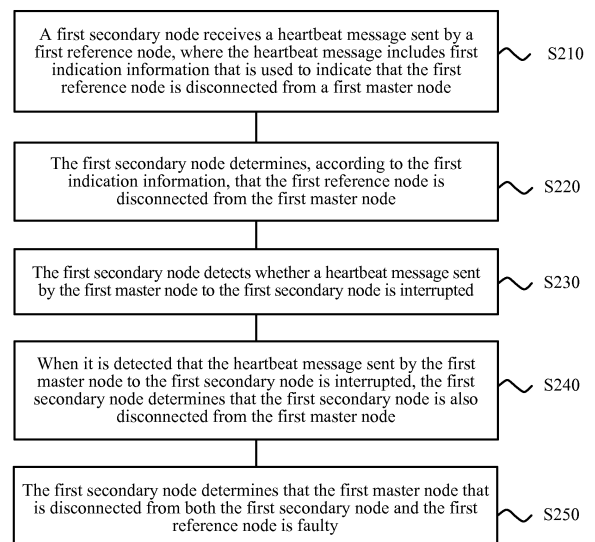 A first secondary node receives a heartbeat message sent by a
first reference node, where the heartbeat message includes first
indication information that is used to indicate that the first
reference node is disconnected from a first master node
S210
The first secondary node determines, according to the first
indication information, that the first reference node is
disconnected from the first master node
S220
The first secondary node detects whether a heartbeat message sent
by the first master node to the first secondary node is interrupted
S230
When it is detected that the heartbeat message sent by the first
master node to the first secondary node is interrupted, the first
secondary node determines that the first secondary node is also
disconnected from the first master node
S240
The first secondary node determines that the first master node that
is disconnected from both the first secondary node and the first
reference node is faulty
S250